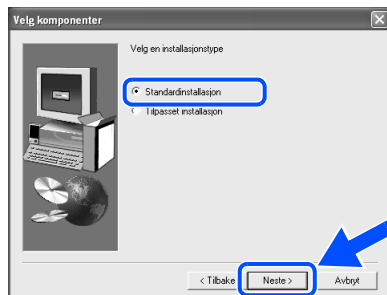 Velg komponenter
Velg en installasjonstype
Standardinstallasjon
Tilpasset installasjon
< Tilbake
Neste >
Avbryt